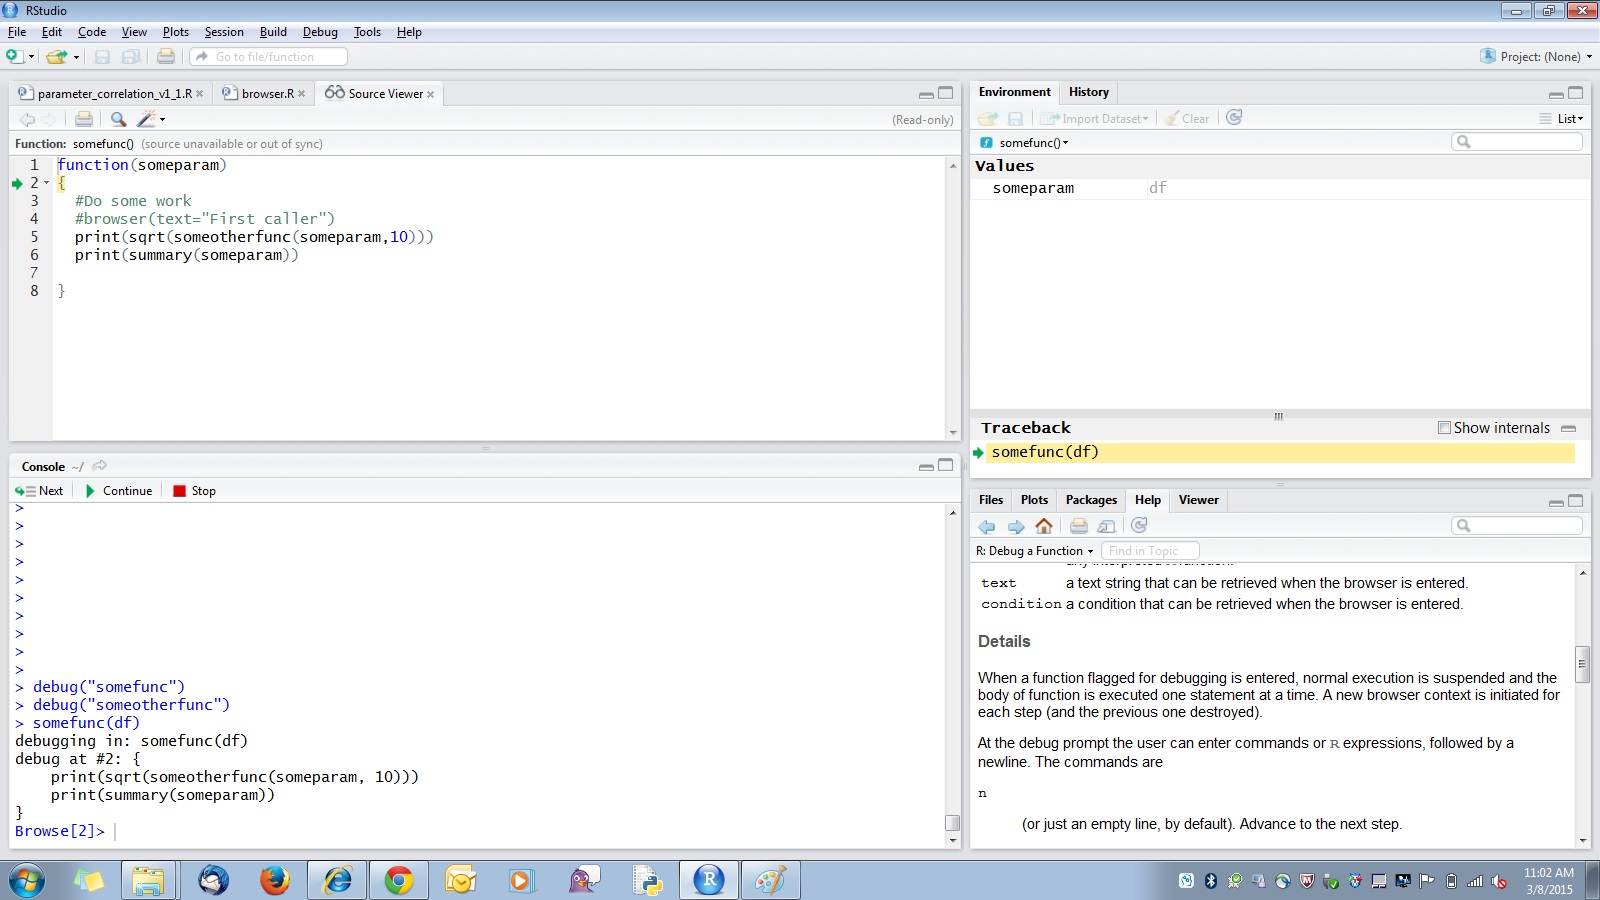 RStudio
File Edit Code View Plots Session Build Debug Tools Help
Go to file/function
Project: (None)
parameter_correlation_v1_1.R
browser.R
Source Viewer
(Read-only)
Function: somefunc() (source unavailable or out of sync)
1 function(someparam)
2 {
3 #Do some work
4 #browser(text="First caller")
5 print(sqrt(someotherfunc(someparam,10)))
6 print(summary(someparam))
7
8 }
Console ~/
Next Continue Stop
>
>
>
>
>
>
>
>
>
>
> debug("somefunc")
> debug("someotherfunc")
> somefunc(df)
debugging in: somefunc(df)
debug at #2: {
print(sqrt(someotherfunc(someparam, 10)))
print(summary(someparam))
}
Browse[2]>
Environment History
Import Dataset Clear List
somefunc()
Values
someparam df
Traceback Show internals
somefunc(df)
Files Plots Packages Help Viewer
R: Debug a Function Find in Topic
text a text string that can be retrieved when the browser is entered.
condition a condition that can be retrieved when the browser is entered.
Details
When a function flagged for debugging is entered, normal execution is suspended and the
body of function is executed one statement at a time. A new browser context is initiated for
each step (and the previous one destroyed).
At the debug prompt the user can enter commands or R expressions, followed by a
newline. The commands are
n
(or just an empty line, by default). Advance to the next step.
11:02 AM
3/8/2015